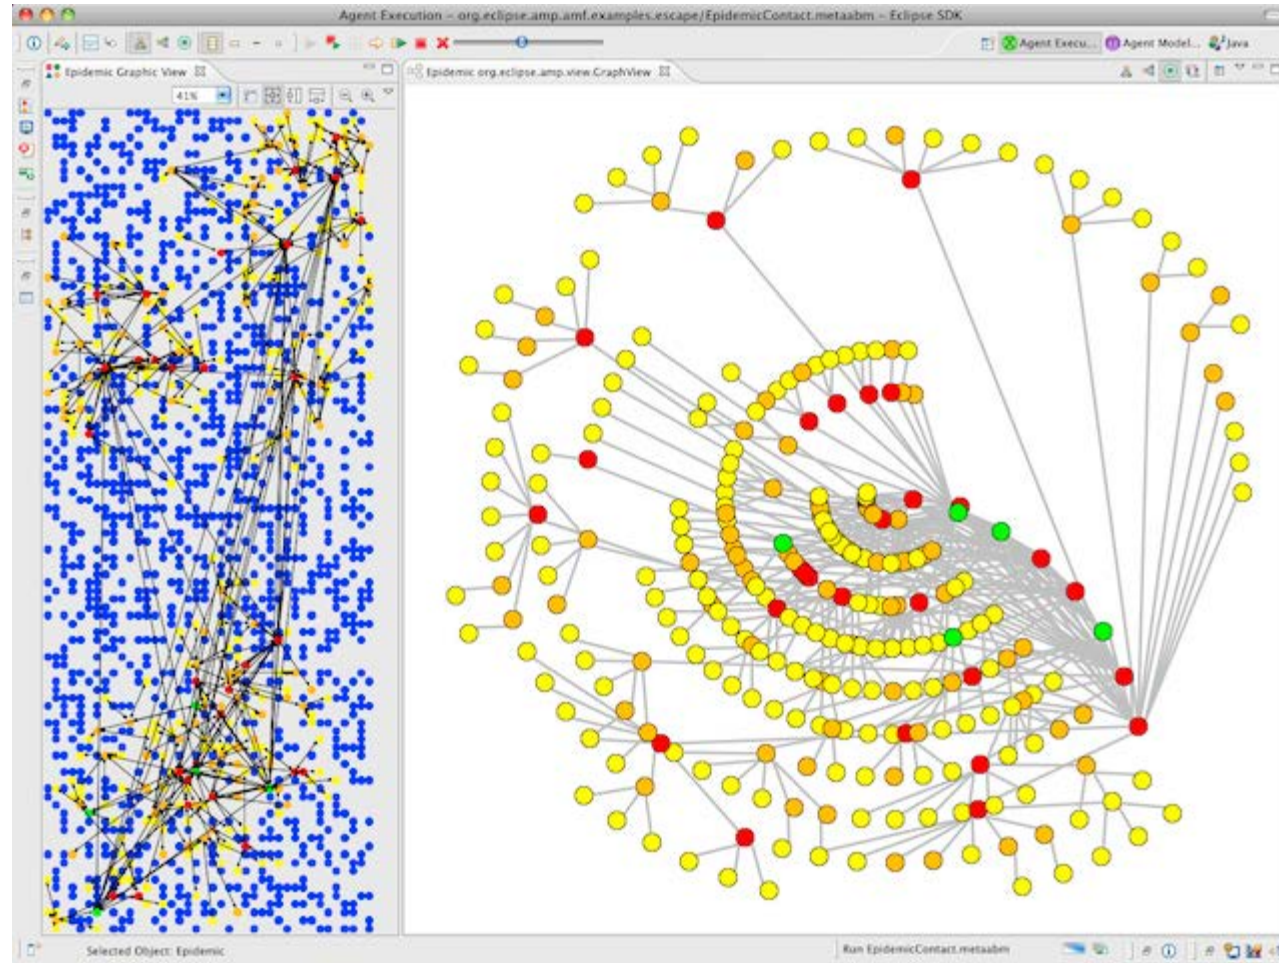 Agent Execution – org.eclipse.amp.amf.examples.escape/EpidemicContact.metaabm – Eclipse SDK
Agent Execu... Agent Model... Java
Epidemic Graphic View
Epidemic org.eclipse.amp.view.GraphView
41%
Selected Object: Epidemic
Run EpidemicContact.metaabm